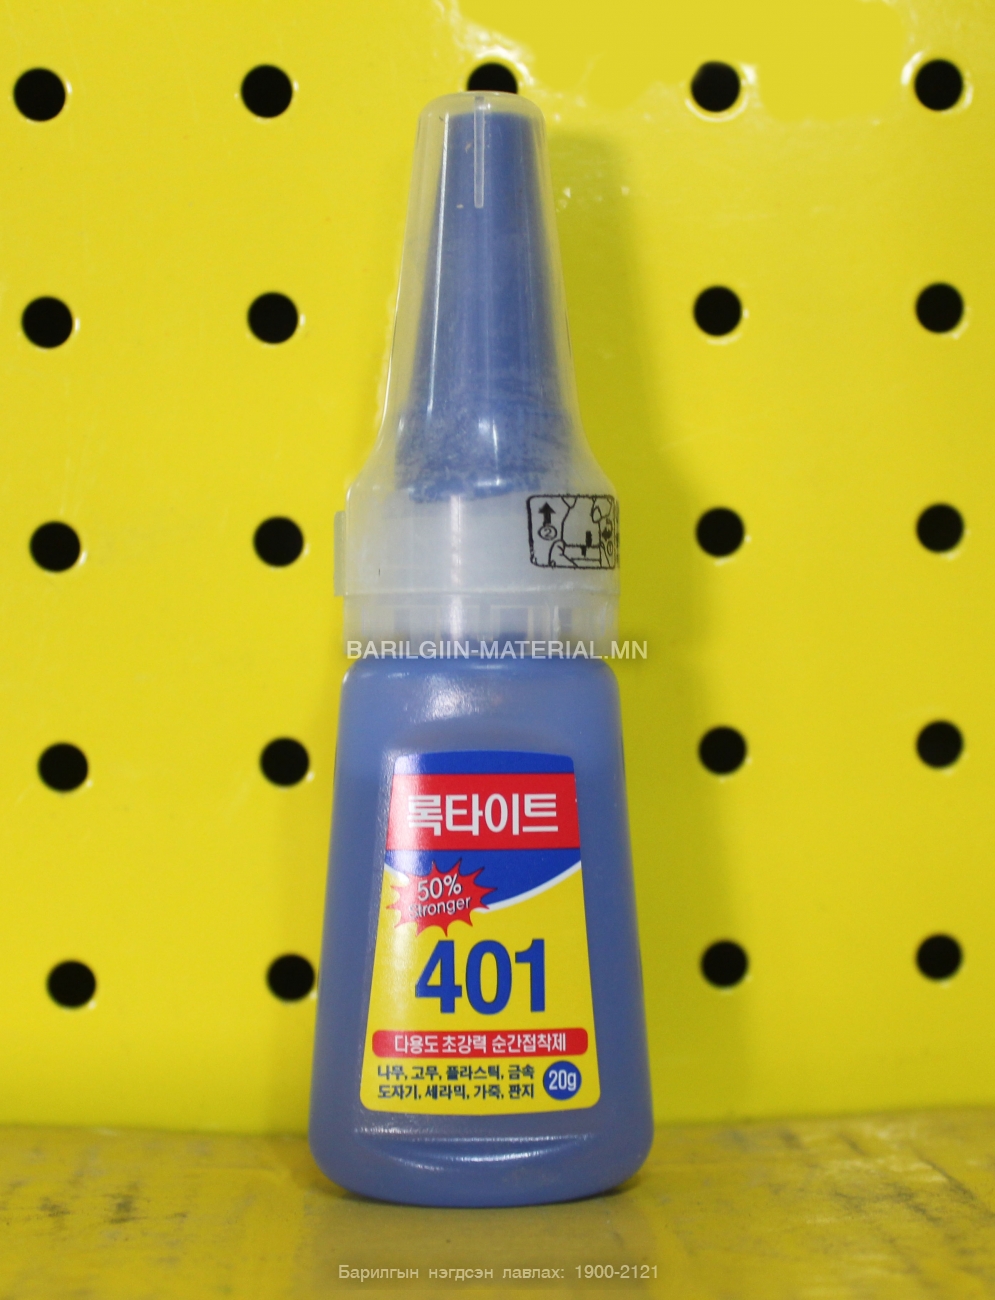 ②
BARILGIIN-MATERIAL.MN
록타이트
50%
Stronger
401
다용도 초강력 순간접착제
나무, 고무, 플라스틱, 금속
도자기, 세라믹, 가죽, 판지
20g
Барилгын нэгдсэн лавлах: 1900-2121